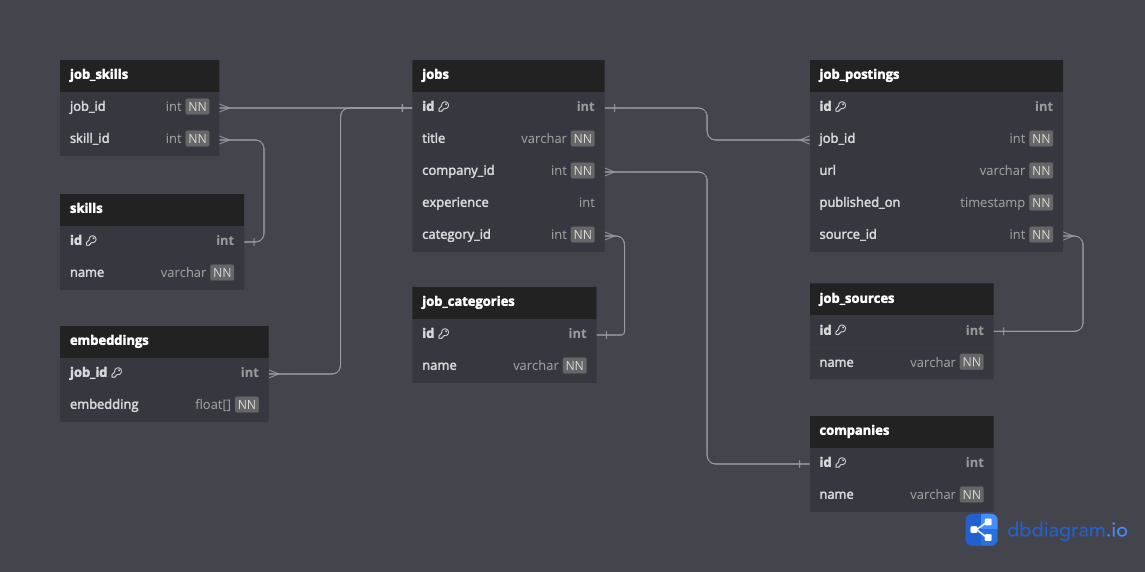 job_skills
job_id int NN
skill_id int NN
skills
id int
name varchar NN
embeddings
job_id int
embedding float[] NN
jobs
id int
title varchar NN
company_id int NN
experience int
category_id int NN
job_categories
id int
name varchar NN
job_postings
id int
job_id int NN
url varchar NN
published_on timestamp NN
source_id int NN
job_sources
id int
name varchar NN
companies
id int
name varchar NN
dbdiagram.io